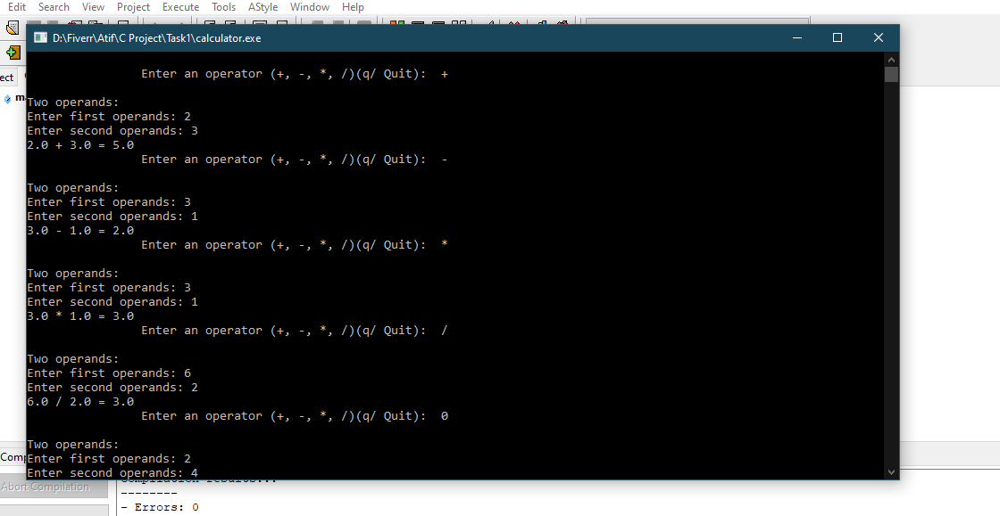 Edit Search View Project Execute Tools AStyle Window Help
D:\Fiverr\Atif\C Project\Task1\calculator.exe
ect
Enter an operator (+, -, *, /)(q/ Quit): +
Two operands:
Enter first operands: 2
Enter second operands: 3
2.0 + 3.0 = 5.0
Enter an operator (+, -, *, /)(q/ Quit): -
Two operands:
Enter first operands: 3
Enter second operands: 1
3.0 - 1.0 = 2.0
Enter an operator (+, -, *, /)(q/ Quit): *
Two operands:
Enter first operands: 3
Enter second operands: 1
3.0 * 1.0 = 3.0
Enter an operator (+, -, *, /)(q/ Quit): /
Two operands:
Enter first operands: 6
Enter second operands: 2
6.0 / 2.0 = 3.0
Enter an operator (+, -, *, /)(q/ Quit): 0
Two operands:
Enter first operands: 2
Enter second operands: 4
Comp
Abort Compilation
Compilation results...
--------
- Errors: 0